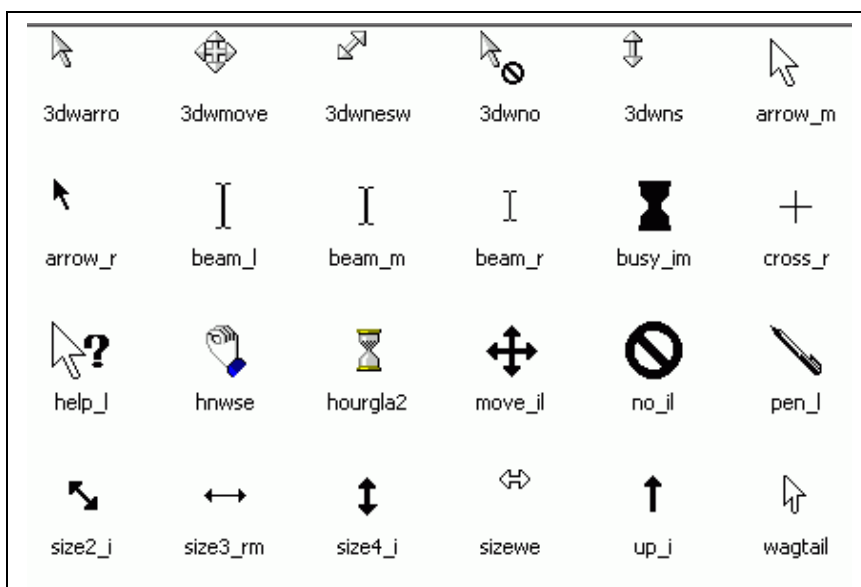 3dwarro 3dwmove 3dwnesw 3dwno 3dwns arrow_m
arrow_r beam_l beam_m beam_r busy_im cross_r
help_l hnwse hourgla2 move_il no_il pen_l
size2_i size3_rm size4_i sizewe up_i wagtail